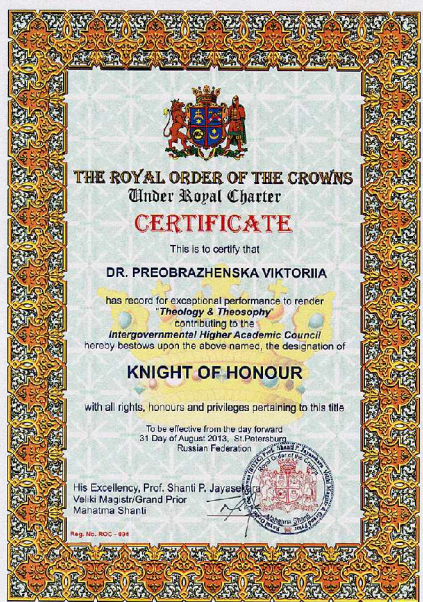 THE ROYAL ORDER OF THE CROWNS
Under Royal Charter
CERTIFICATE
This is to certify that
DR. PREOBRAZHENSKA VIKTORIIA
has record for exceptional performance to render
"Theology & Theosophy"
contributing to the
Intergovernmental Higher Academic Council
hereby bestows upon the above named, the designation of
KNIGHT OF HONOUR
with all rights, honours and privileges pertaining to this title
To be effective from the day forward
31 Day of August 2013, St.Petersburg
Russian Federation
His Excellency, Prof. Shanti P. Jayasekara
Veliki Magistr/Grand Prior
Mahatma Shanti
Reg. No. ROC - 894